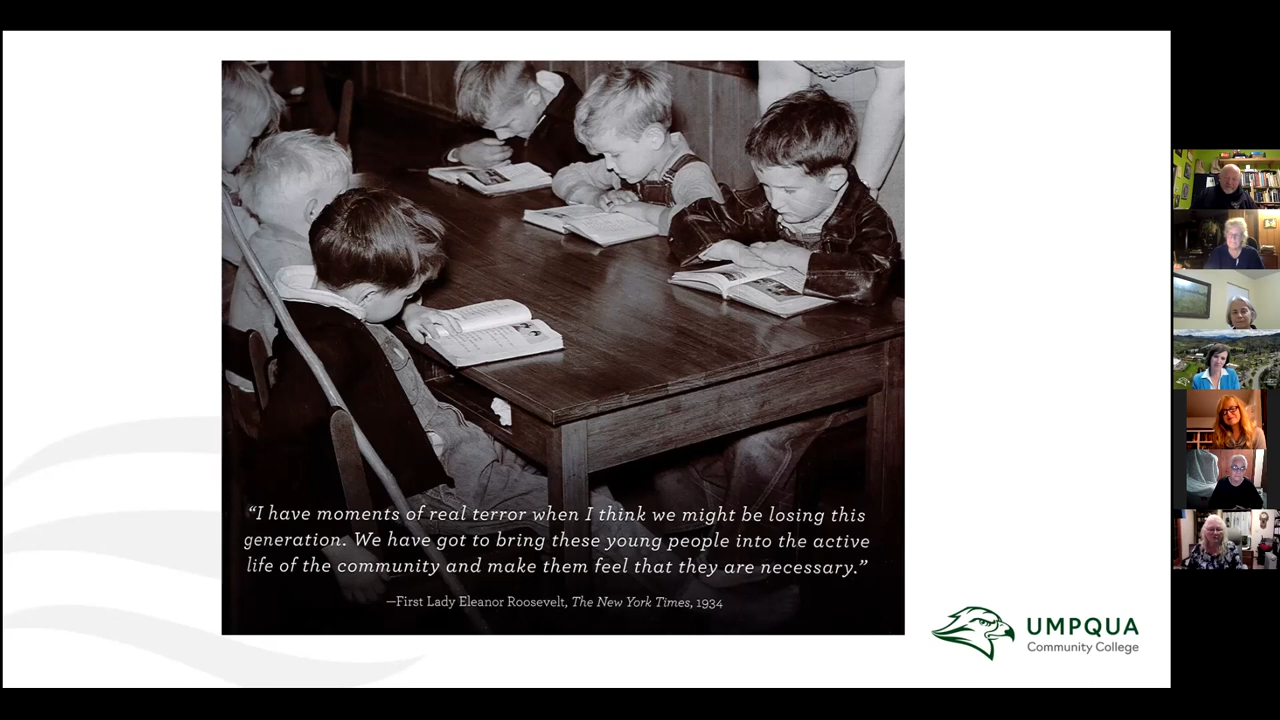 “I have moments of real terror when I think we might be losing this
generation. We have got to bring these young people into the active
life of the community and make them feel that they are necessary.”
—First Lady Eleanor Roosevelt, The New York Times, 1934
UMPQUA
Community College